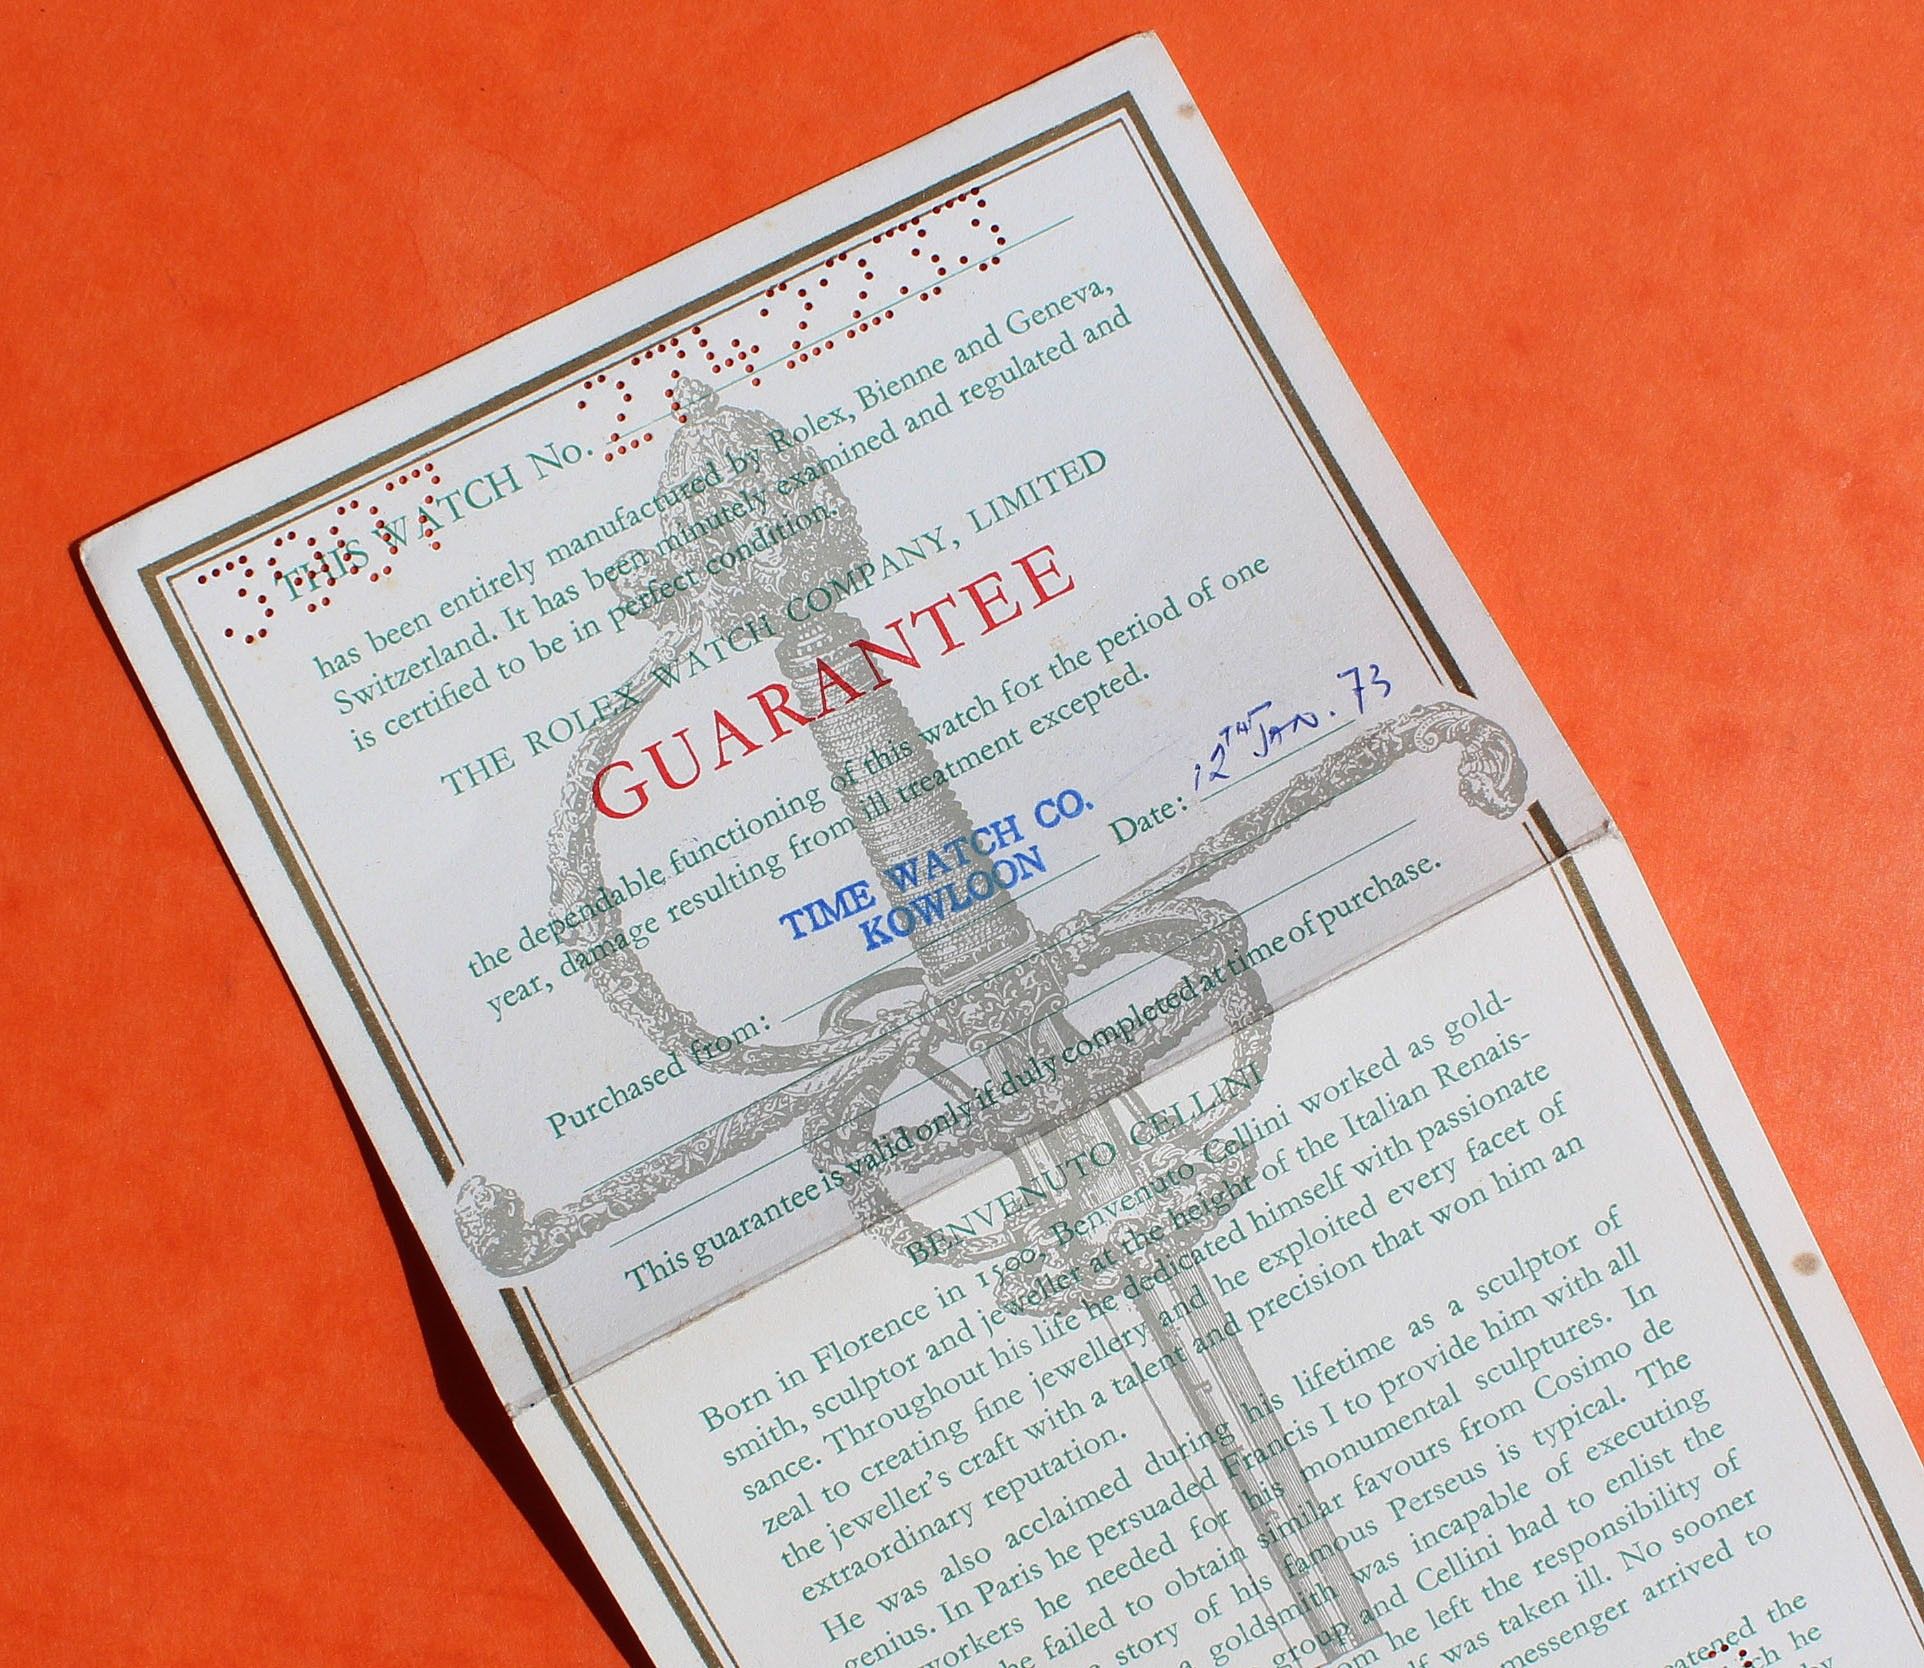 THIS WATCH No.
has been entirely manufactured by Rolex, Bienne and Geneva,
Switzerland. It has been minutely examined and regulated and
is certified to be in perfect condition.
THE ROLEX WATCH COMPANY, LIMITED
GUARANTEE
the dependable functioning of this watch for the period of one
year, damage resulting from ill treatment excepted.
TIME WATCH CO.
KOWLOON
Purchased from: Date: 12TH JAN. 73
This guarantee is valid only if duly completed at time of purchase.
BENVENUTO CELLINI
Born in Florence in 1500, Benvenuto Cellini worked as gold-
smith, sculptor and jeweller at the height of the Italian Renais-
sance. Throughout his life he dedicated himself with passionate
zeal to creating fine jewellery and he exploited every facet of
the jeweller's craft with a talent and precision that won him an
extraordinary reputation.
He was also acclaimed during his lifetime as a sculptor of
genius. In Paris he persuaded Francis I to provide him with all
workers he needed for his monumental sculptures. In
he failed to obtain similar favours from Cosimo de
story of his famous Perseus is typical. The
a goldsmith was incapable of executing
group and Cellini had to enlist the
he left the responsibility of
was taken ill. No sooner
messenger arrived to
the
he
by